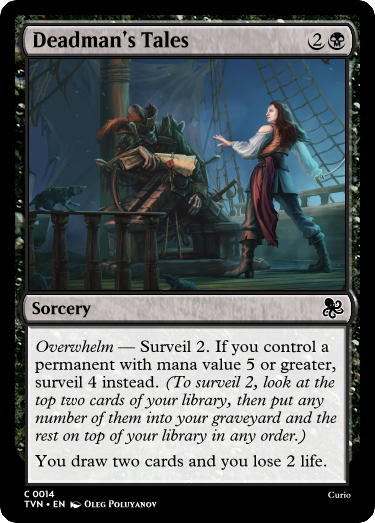 Deadman's Tales 2
Sorcery
Overwhelm — Surveil 2. If you control a
permanent with mana value 5 or greater,
surveil 4 instead. (To surveil 2, look at the
top two cards of your library, then put any
number of them into your graveyard and the
rest on top of your library in any order.)
You draw two cards and you lose 2 life.
C 0014
TVN • EN Oleg Poluyanov
Curio